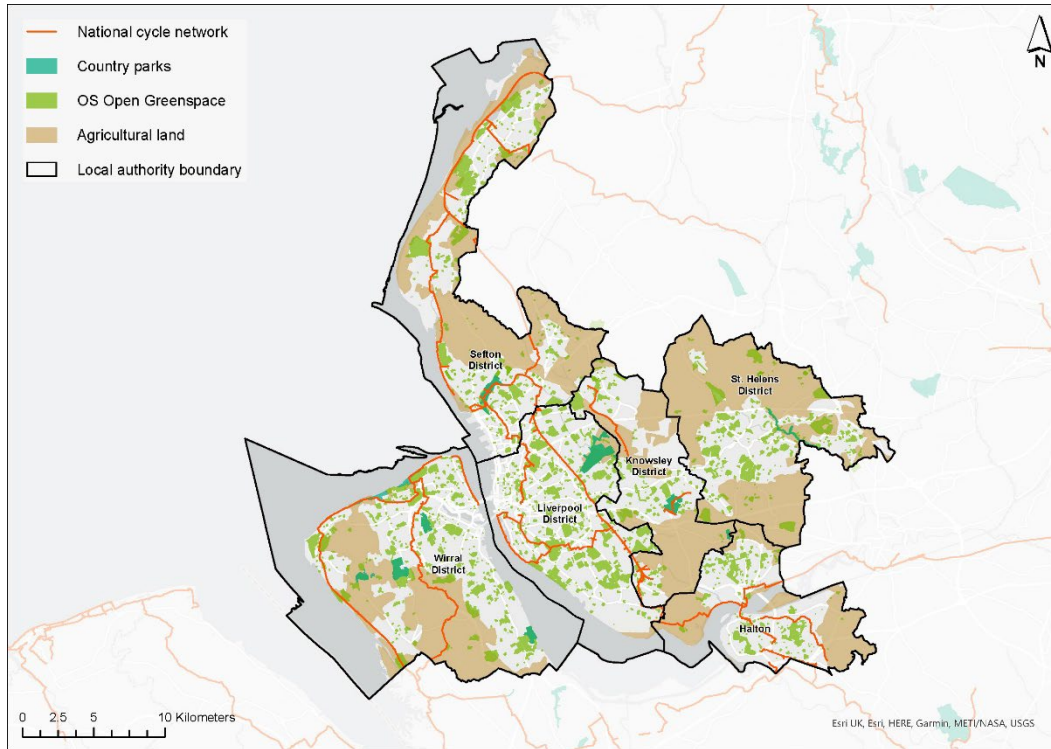 National cycle network
Country parks
OS Open Greenspace
Agricultural land
Local authority boundary
N
Sefton
District
St. Helens
District
Knowsley
District
Liverpool
District
Wirral
District
Halton
0 2.5 5 10 Kilometers
Esri UK, Esri, HERE, Garmin, METI/NASA, USGS